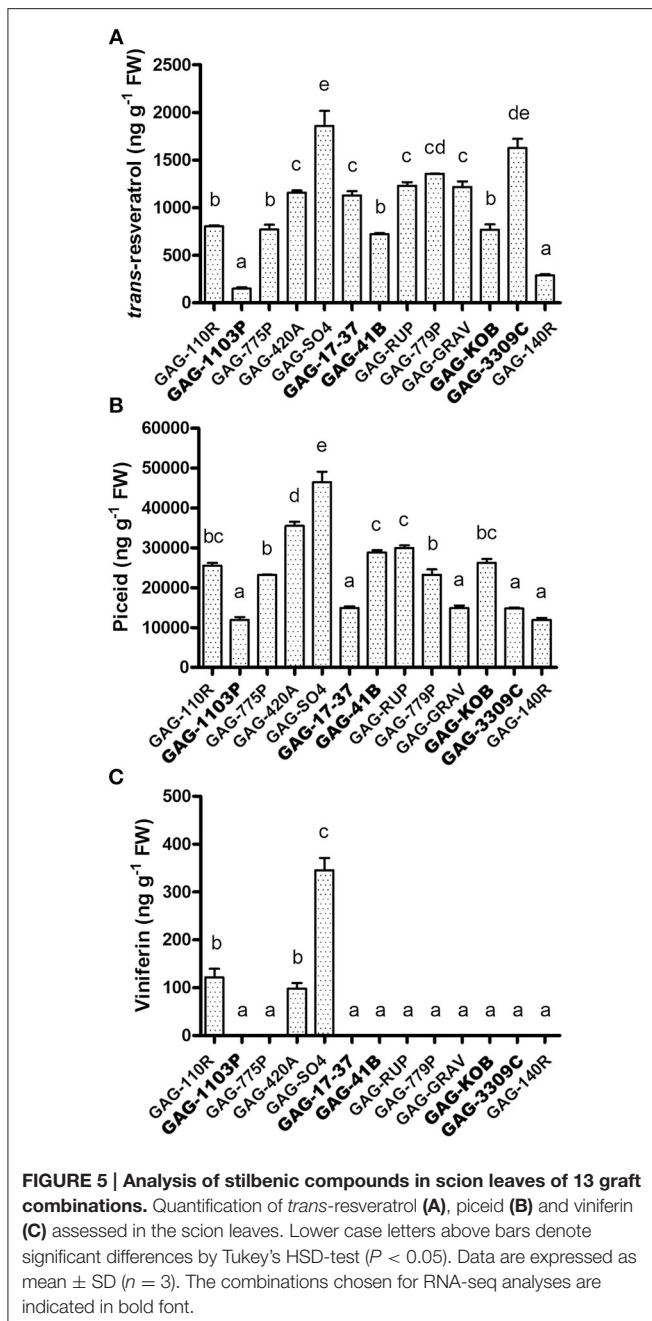 A
trans-resveratrol (ng g-1 FW)
2500
2000
1500
1000
500
0
b
a
b
c
e
c
b
c
cd
c
b
de
a
GAG-110R
GAG-1103P
GAG-775P
GAG-420A
GAG-SO4
GAG-17-37
GAG-41B
GAG-RUP
GAG-779P
GAG-GRAV
GAG-KOB
GAG-3309C
GAG-140R
B
Piceid (ng g-1 FW)
60000
50000
40000
30000
20000
10000
0
bc
a
b
d
e
a
c
c
b
a
bc
a
a
GAG-110R
GAG-1103P
GAG-775P
GAG-420A
GAG-SO4
GAG-17-37
GAG-41B
GAG-RUP
GAG-779P
GAG-GRAV
GAG-KOB
GAG-3309C
GAG-140R
C
Viniferin (ng g-1 FW)
500
400
300
200
100
0
b
a
a
b
c
a
a
a
a
a
a
a
a
GAG-110R
GAG-1103P
GAG-775P
GAG-420A
GAG-SO4
GAG-17-37
GAG-41B
GAG-RUP
GAG-779P
GAG-GRAV
GAG-KOB
GAG-3309C
GAG-140R
FIGURE 5 | Analysis of stilbenic compounds in scion leaves of 13 graft
combinations. Quantification of trans-resveratrol (A), piceid (B) and viniferin
(C) assessed in the scion leaves. Lower case letters above bars denote
significant differences by Tukey's HSD-test (P < 0.05). Data are expressed as
mean ± SD (n = 3). The combinations chosen for RNA-seq analyses are
indicated in bold font.